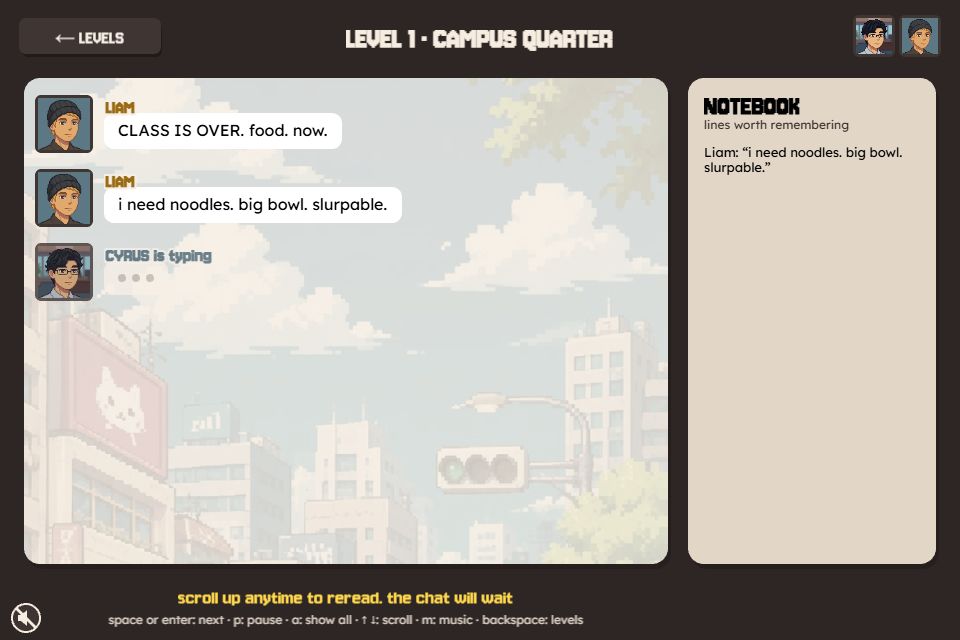 ← LEVELS
LEVEL 1 · CAMPUS QUARTER
LIAM
CLASS IS OVER. food. now.
LIAM
i need noodles. big bowl. slurpable.
CYRUS is typing
NOTEBOOK
lines worth remembering
Liam: “i need noodles. big bowl.
slurpable.”
scroll up anytime to reread. the chat will wait
space or enter: next · p: pause · a: show all · ↑ ↓: scroll · m: music · backspace: levels